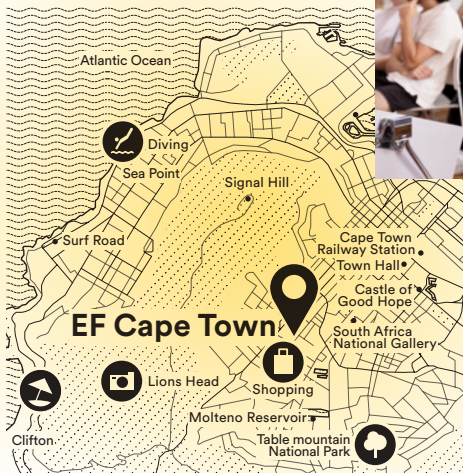 Atlantic Ocean
Diving
Sea Point
Signal Hill
Surf Road
Cape Town
Railway Station
Town Hall
Castle of
Good Hope
EF Cape Town
South Africa
National Gallery
Lions Head
Shopping
Clifton
Molteno Reservoir
Table mountain
National Park